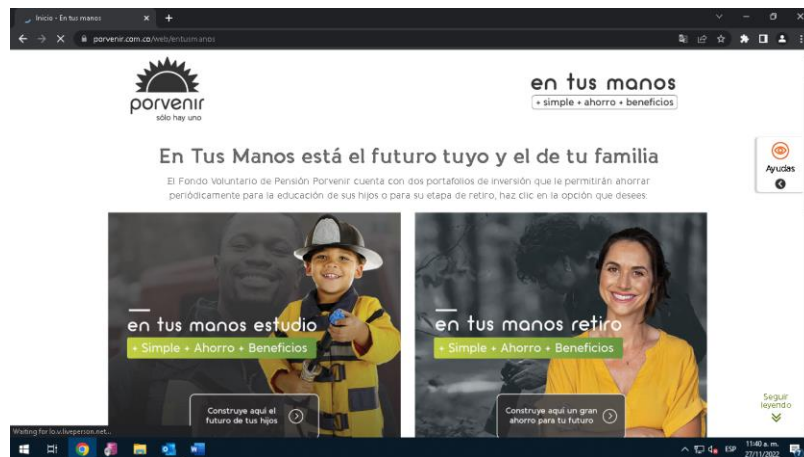 Inicio - En tus manos
porvenir.com.co/web/entusmanos
porvenir
sólo hay uno
en tus manos
+ simple + ahorro + beneficios
En Tus Manos está el futuro tuyo y el de tu familia
El Fondo Voluntario de Pensión Porvenir cuenta con dos portafolios de inversión que le permitirán ahorrar
periódicamente para la educación de sus hijos o para su etapa de retiro, haz clic en la opción que desees:
Ayudas
en tus manos estudio
+ Simple + Ahorro + Beneficios
Construye aquí el
futuro de tus hijos
en tus manos retiro
+ Simple + Ahorro + Beneficios
Construye aquí un gran
ahorro para tu futuro
Seguir
leyendo
Waiting for lo.v.liveperson.net...
ESP
11:40 a. m.
27/11/2022